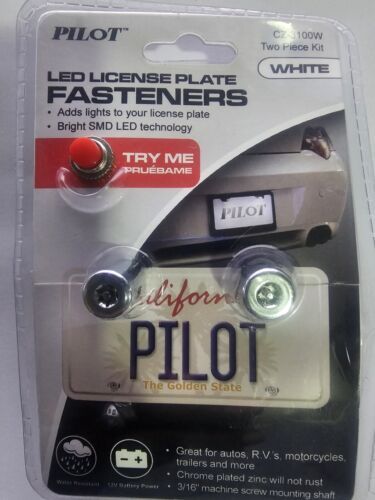 PILOT™
CZ-3100W
Two Piece Kit
WHITE
LED LICENSE PLATE
FASTENERS
• Adds lights to your license plate
• Bright SMD LED technology
TRY ME
PRUÉBAME
PILOT
California
PILOT
The Golden State
• Great for autos, R.V.'s, motorcycles,
trailers and more
• Chrome plated zinc will not rust
• 3/16" machine screw mounting shaft
Water Resistant
12V Battery Power